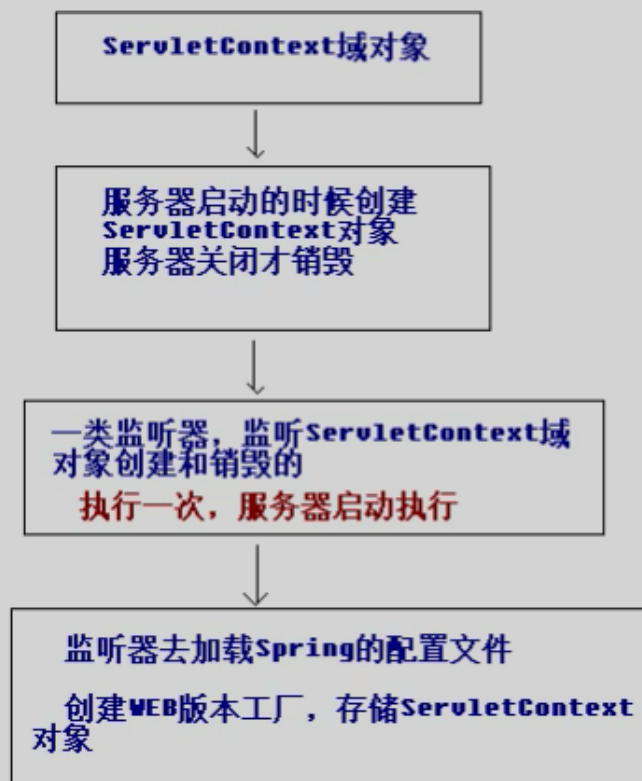 ServletContext域对象
服务器启动的时候创建
ServletContext对象
服务器关闭才销毁
一类监听器，监听ServletContext域
对象创建和销毁的
执行一次，服务器启动执行
监听器去加载Spring的配置文件
创建WEB版本工厂，存储ServletContext
对象